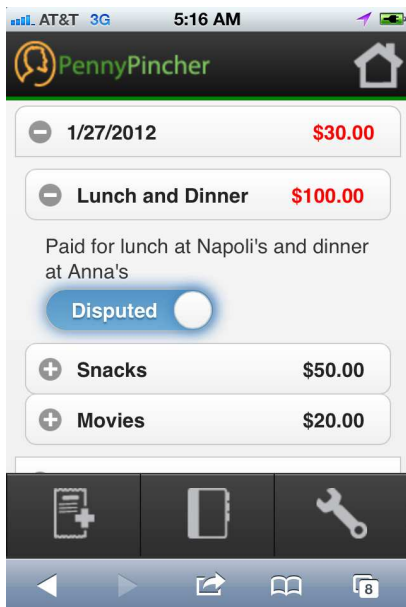 AT&T 3G 5:16 AM
PennyPincher
1/27/2012 $30.00
Lunch and Dinner $100.00
Paid for lunch at Napoli's and dinner
at Anna's
Disputed
Snacks $50.00
Movies $20.00
8